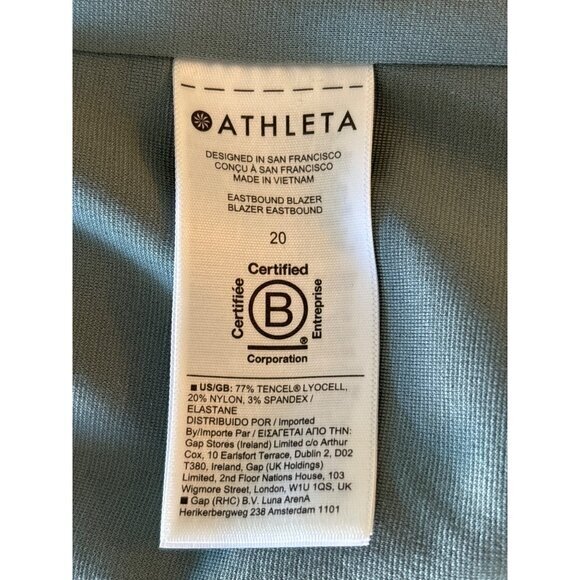 ATHLETA
DESIGNED IN SAN FRANCISCO
CONÇU À SAN FRANCISCO
MADE IN VIETNAM
EASTBOUND BLAZER
BLAZER EASTBOUND
20
Certified
Certifiée
B
Entreprise
®
Corporation
■ US/GB: 77% TENCEL® LYOCELL,
20% NYLON, 3% SPANDEX /
ELASTANE
DISTRIBUIDO POR / Imported
By/Importe Par / ΕΙΣΑΓΕΤΑΙ ΑΠΟ ΤΗΝ:
Gap Stores (Ireland) Limited c/o Arthur
Cox, 10 Earlsfort Terrace, Dublin 2, D02
T380, Ireland, Gap (UK Holdings)
Limited, 2nd Floor Nations House, 103
Wigmore Street, London, W1U 1QS, UK
■ Gap (RHC) B.V. Luna ArenA
Herikerbergweg 238 Amsterdam 1101